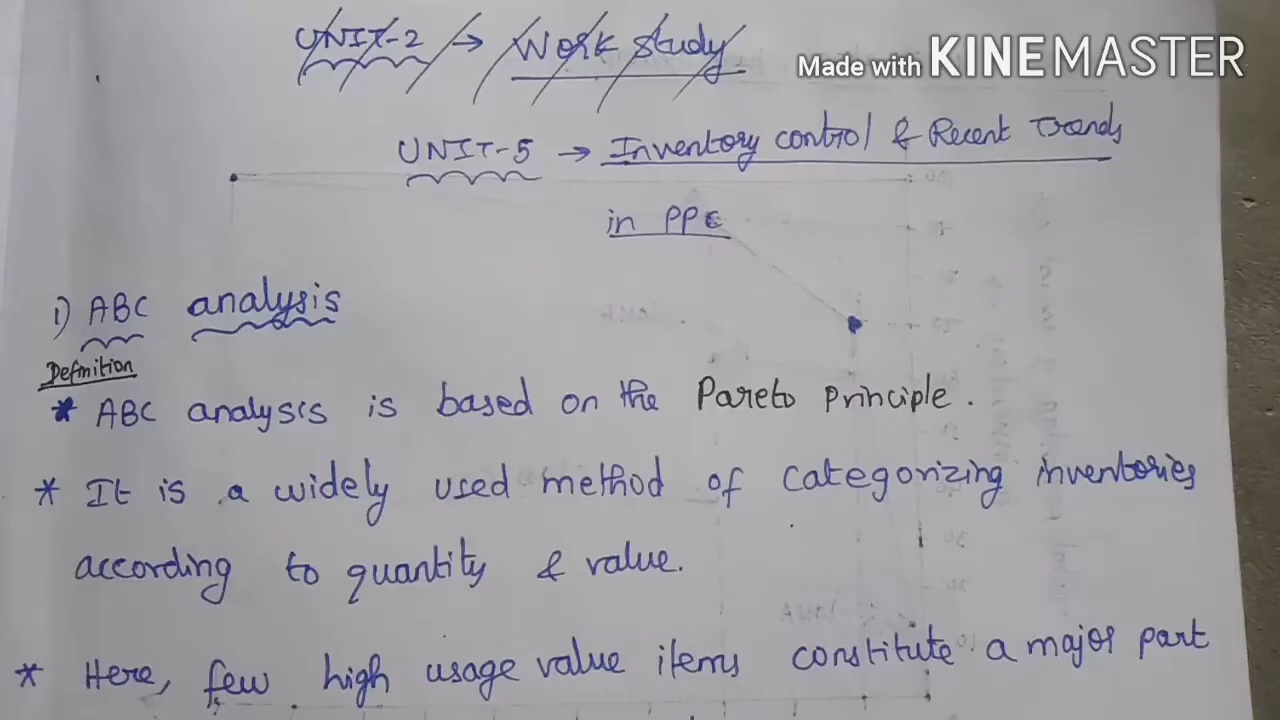 UNIT-2 → Work study
Made with KINEMASTER
UNIT-5 → Inventory control & Recent Trends
in PPC
1) ABC analysis
Definition
* ABC analysis is based on the Pareto Principle.
* It is a widely used method of categorizing inventories
according to quantity & value.
* Here, few high usage value items constitute a major part